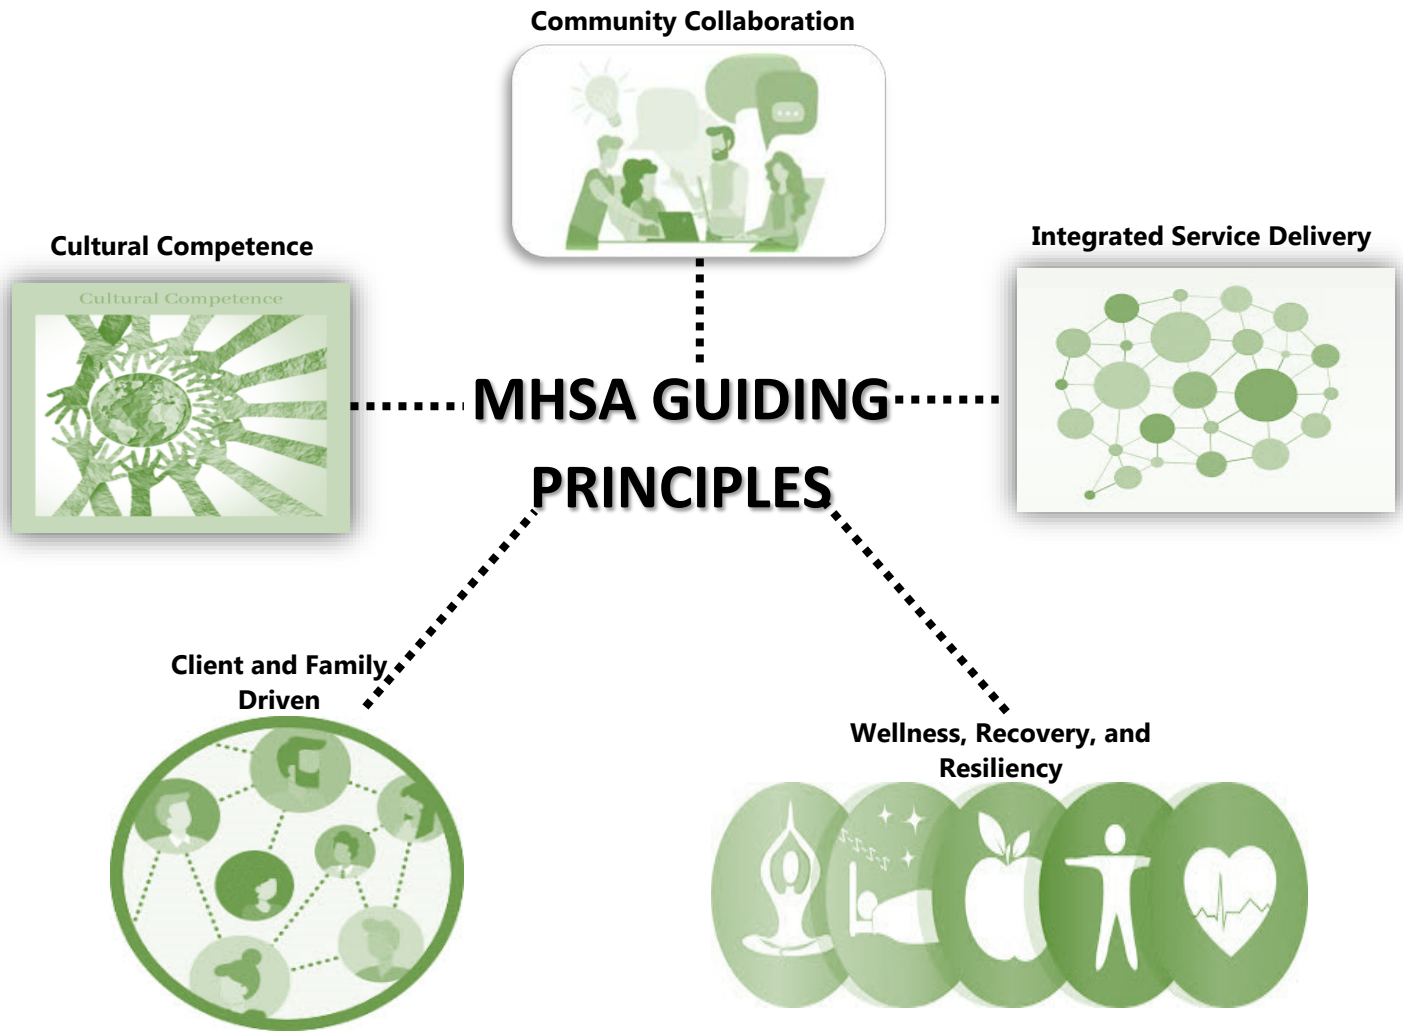 Community Collaboration
Cultural Competence
Integrated Service Delivery
Cultural Competence
MHSA GUIDING
PRINCIPLES
Client and Family
Driven
Wellness, Recovery, and
Resiliency